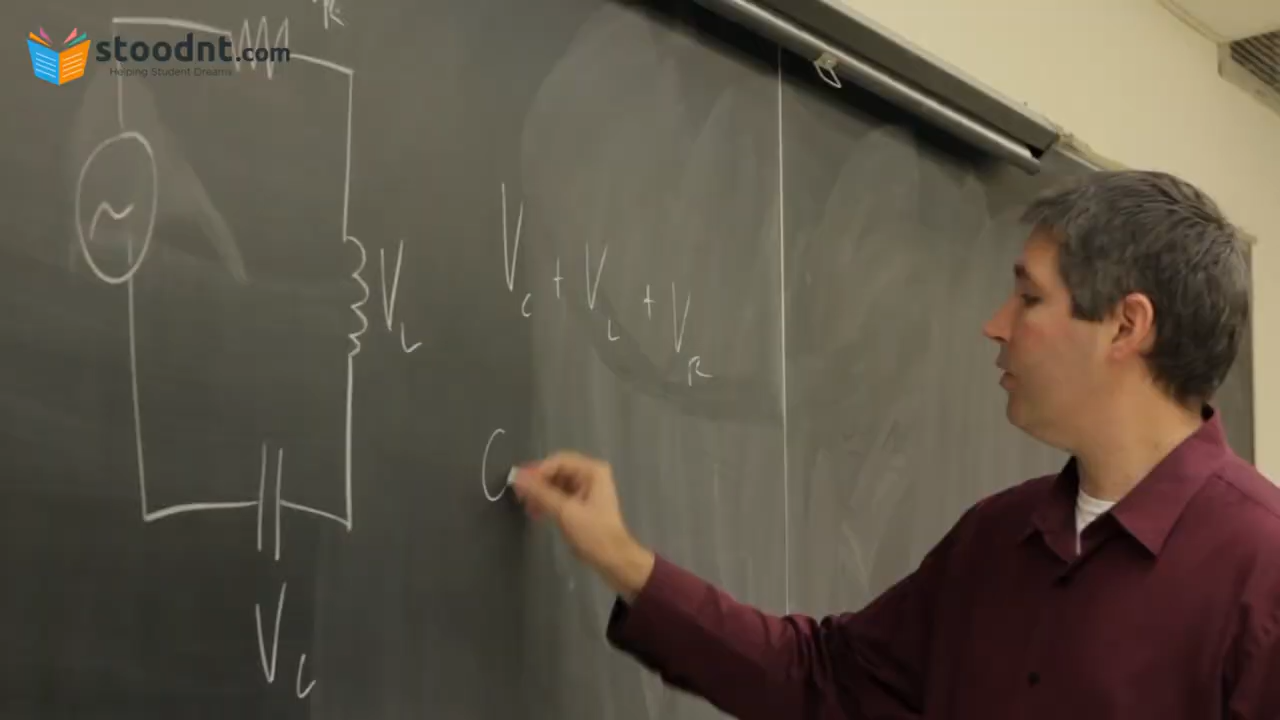 R
stoodnt.com
Helping Student Dreams
V_L
V_C + V_L + V_R
C
V_C